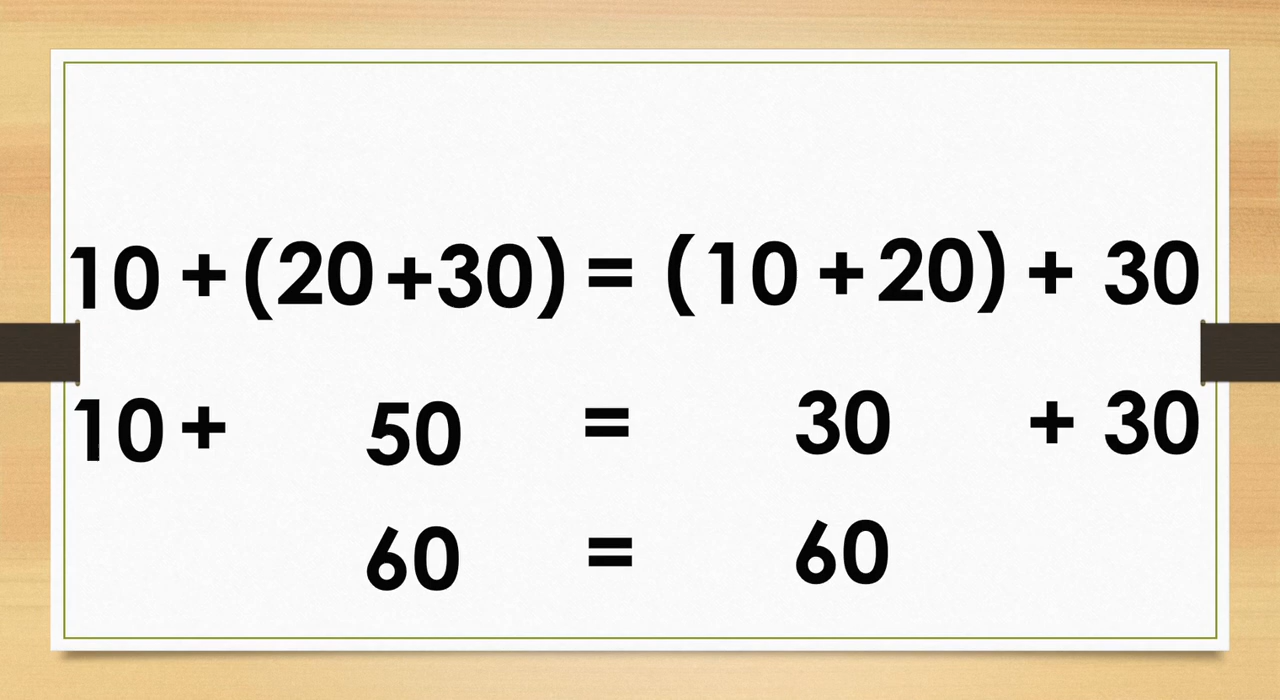 10 + (20 +30) = (10 + 20) + 30
10 + 50 = 30 + 30
60 = 60